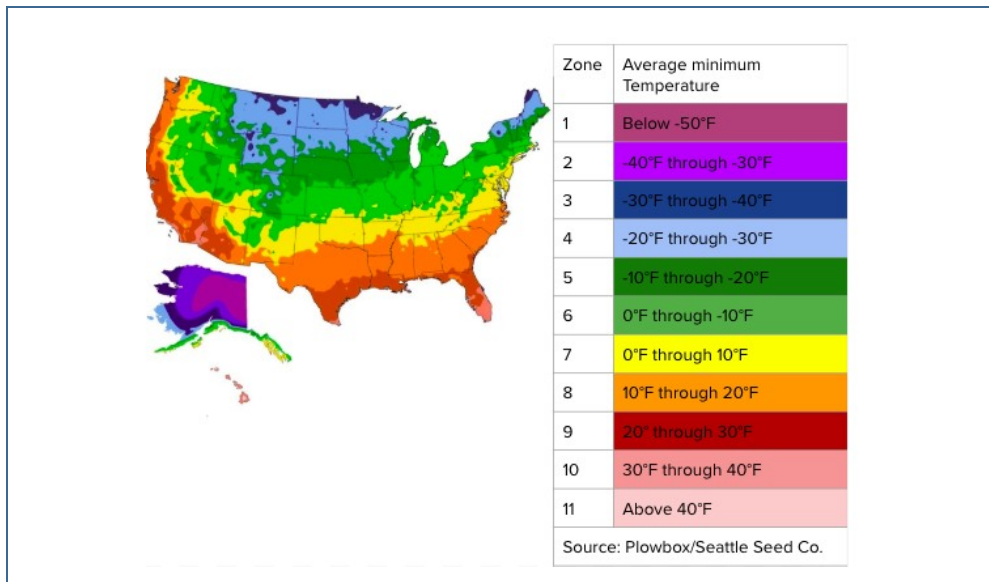 Zone Average minimum
Temperature
1 Below -50°F
2 -40°F through -30°F
3 -30°F through -40°F
4 -20°F through -30°F
5 -10°F through -20°F
6 0°F through -10°F
7 0°F through 10°F
8 10°F through 20°F
9 20° through 30°F
10 30°F through 40°F
11 Above 40°F
Source: Plowbox/Seattle Seed Co.